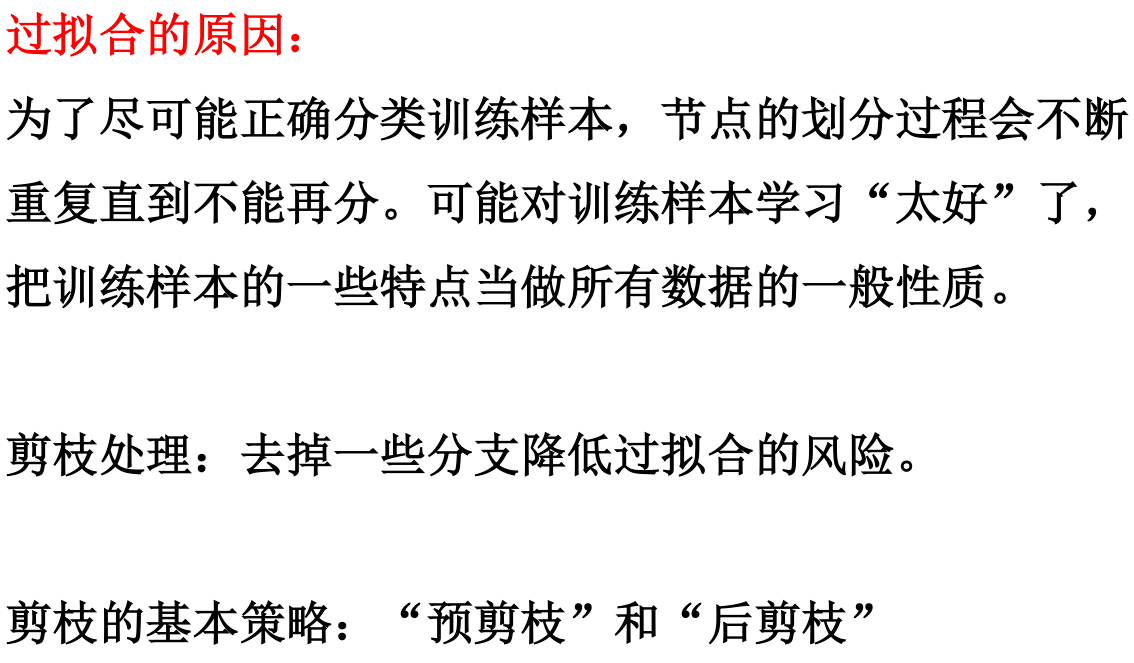 过拟合的原因：
为了尽可能正确分类训练样本，节点的划分过程会不断
重复直到不能再分。可能对训练样本学习“太好”了，
把训练样本的一些特点当做所有数据的一般性质。
剪枝处理：去掉一些分支降低过拟合的风险。
剪枝的基本策略：“预剪枝”和“后剪枝”